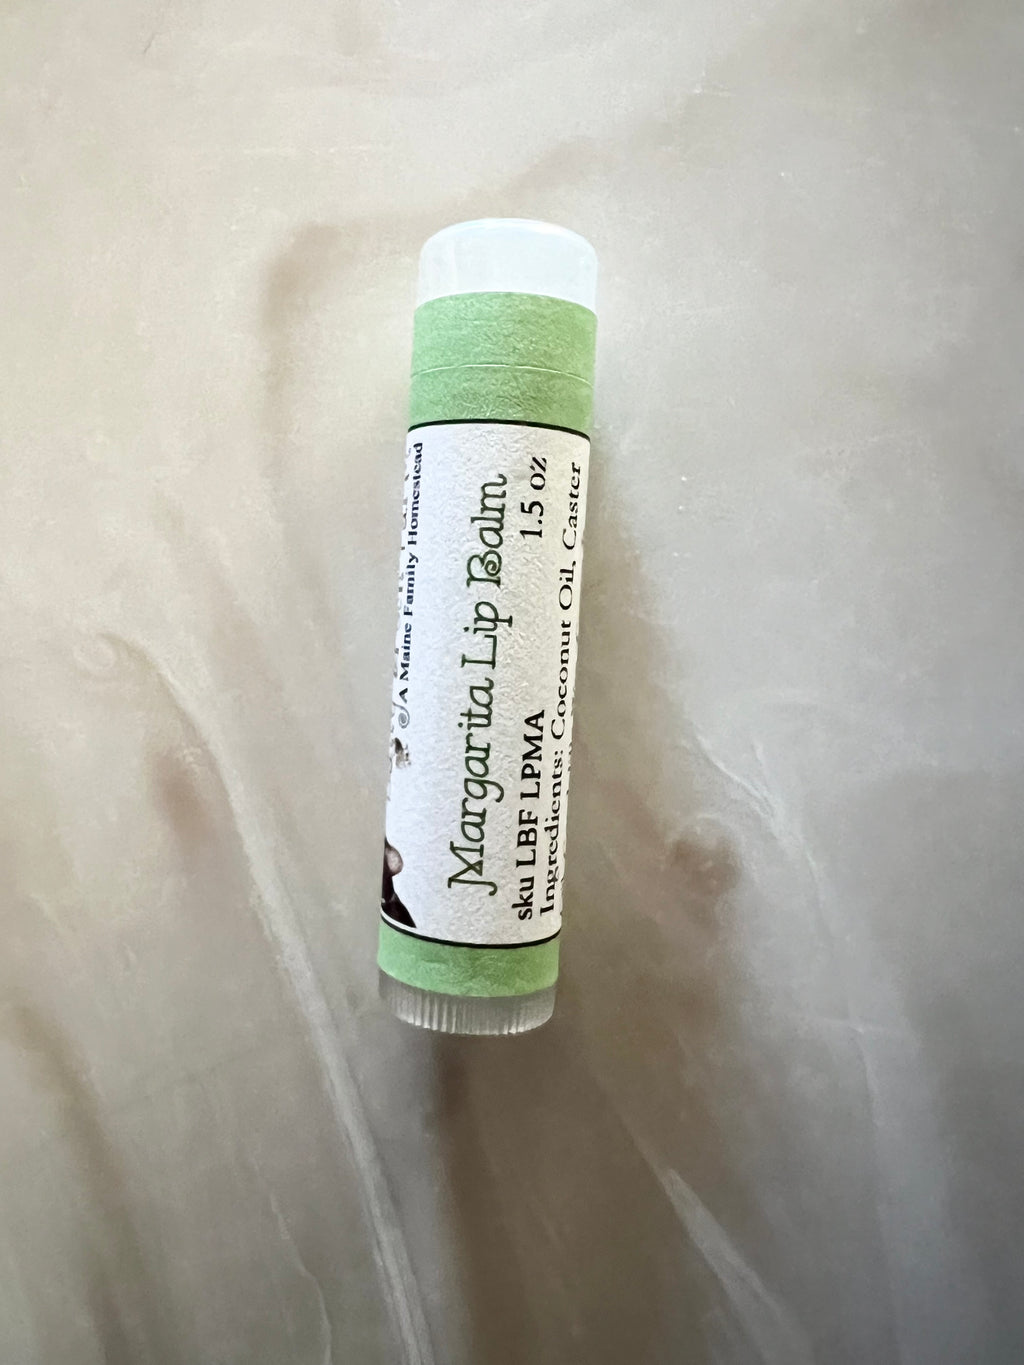 A Maine Family Homestead
Margarita Lip Balm
sku LBF LPMA 1.5 oz
Ingredients: Coconut Oil, Caster